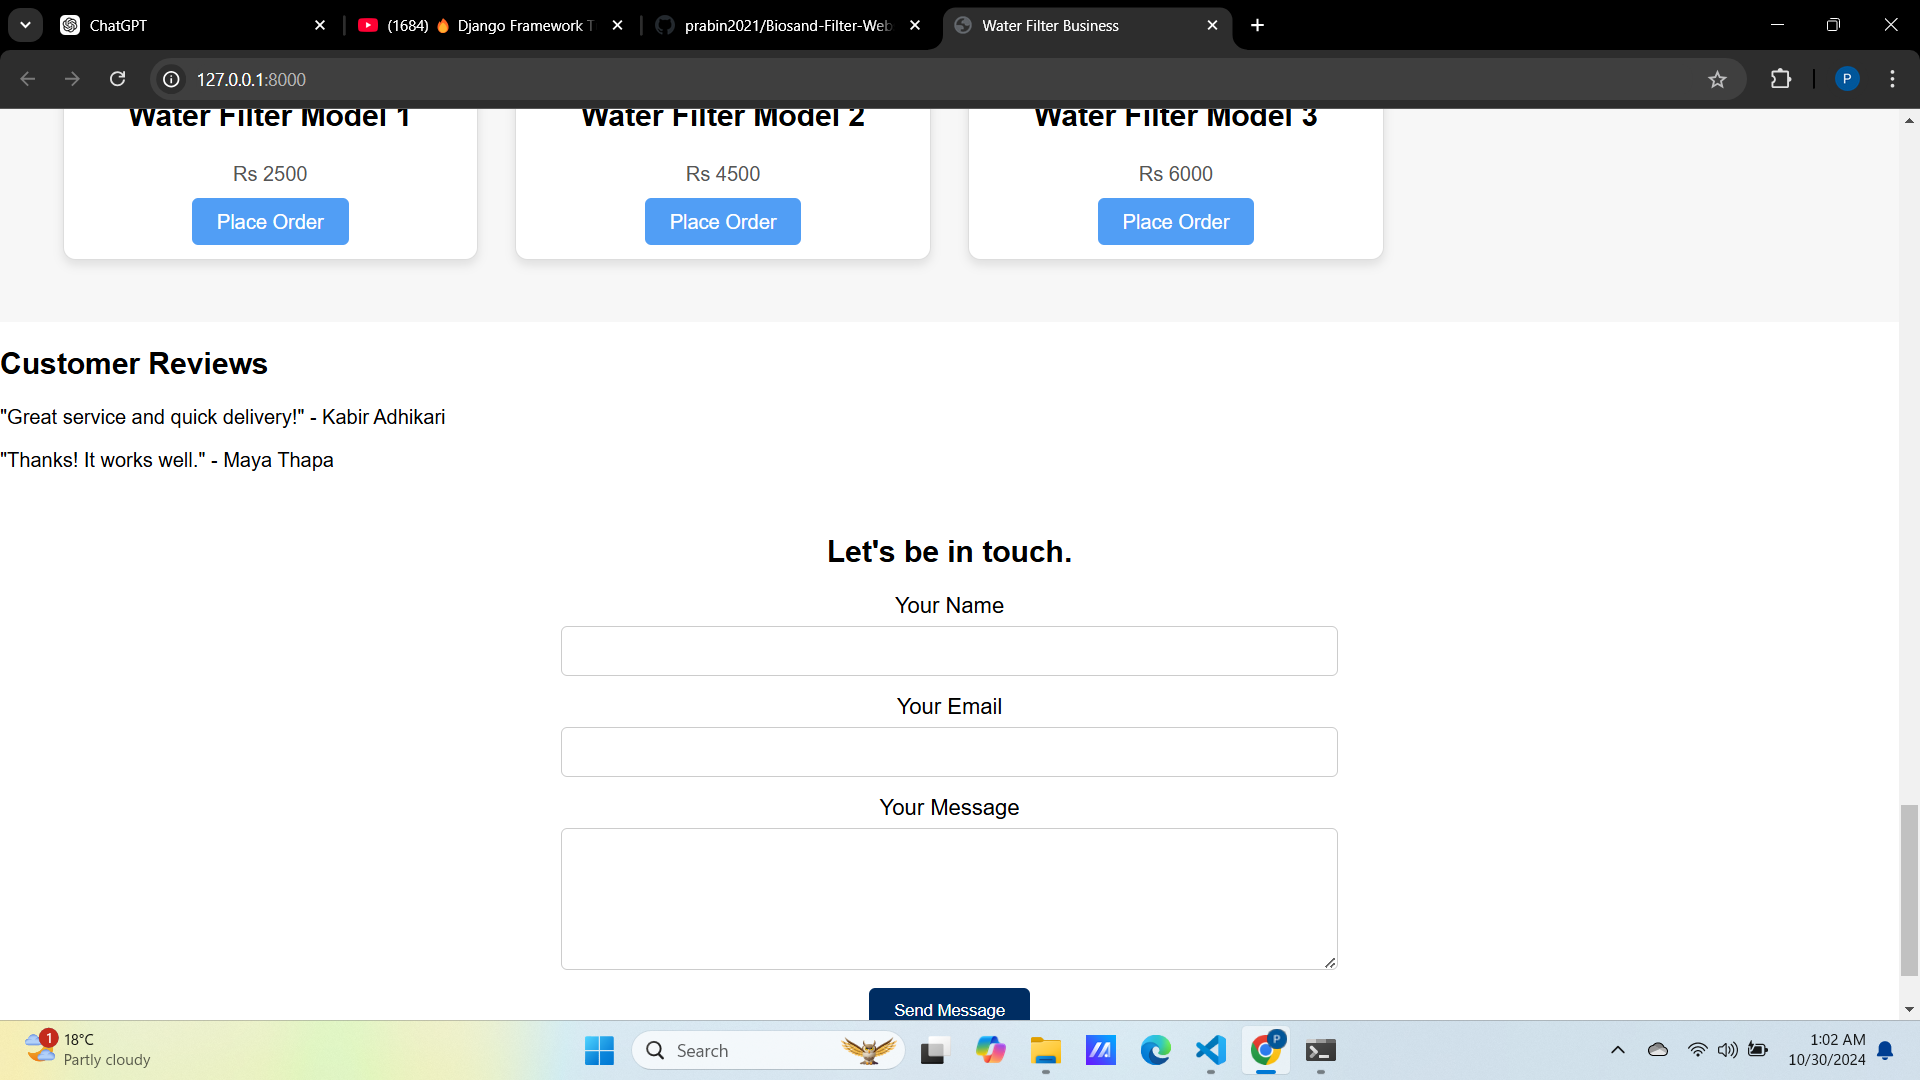 ChatGPT
(1684) 🔥 Django Framework T
prabin2021/Biosand-Filter-Web
Water Filter Business
127.0.0.1:8000
P
Water Filter Model 1
Water Filter Model 2
Water Filter Model 3
Rs 2500
Rs 4500
Rs 6000
Place Order
Place Order
Place Order
Customer Reviews
"Great service and quick delivery!" - Kabir Adhikari
"Thanks! It works well." - Maya Thapa
Let's be in touch.
Your Name
Your Email
Your Message
Send Message
1
18°C
Partly cloudy
Search
P
1:02 AM
10/30/2024